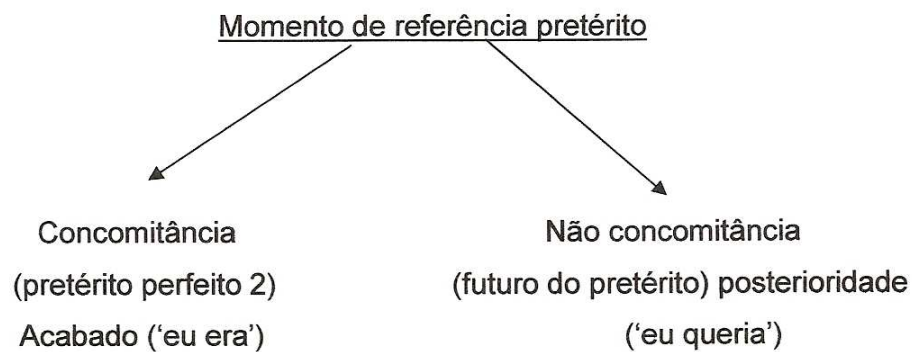 Momento de referência pretérito
Concomitância
(pretérito perfeito 2)
Acabado (‘eu era’)
Não concomitância
(futuro do pretérito) posterioridade
(‘eu queria’)